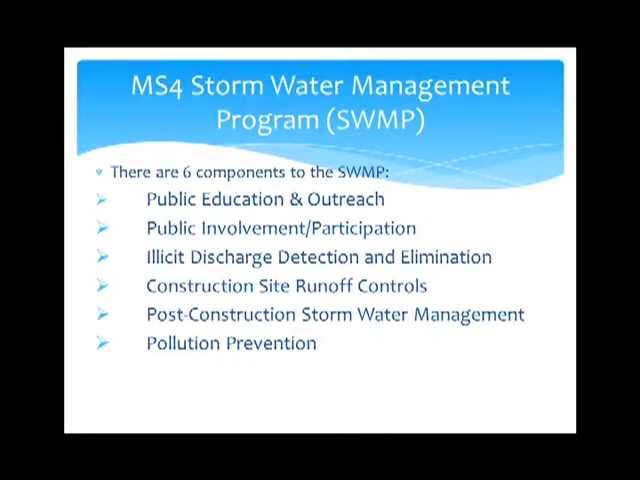 MS4 Storm Water Management
Program (SWMP)
There are 6 components to the SWMP:
Public Education & Outreach
Public Involvement/Participation
Illicit Discharge Detection and Elimination
Construction Site Runoff Controls
Post-Construction Storm Water Management
Pollution Prevention